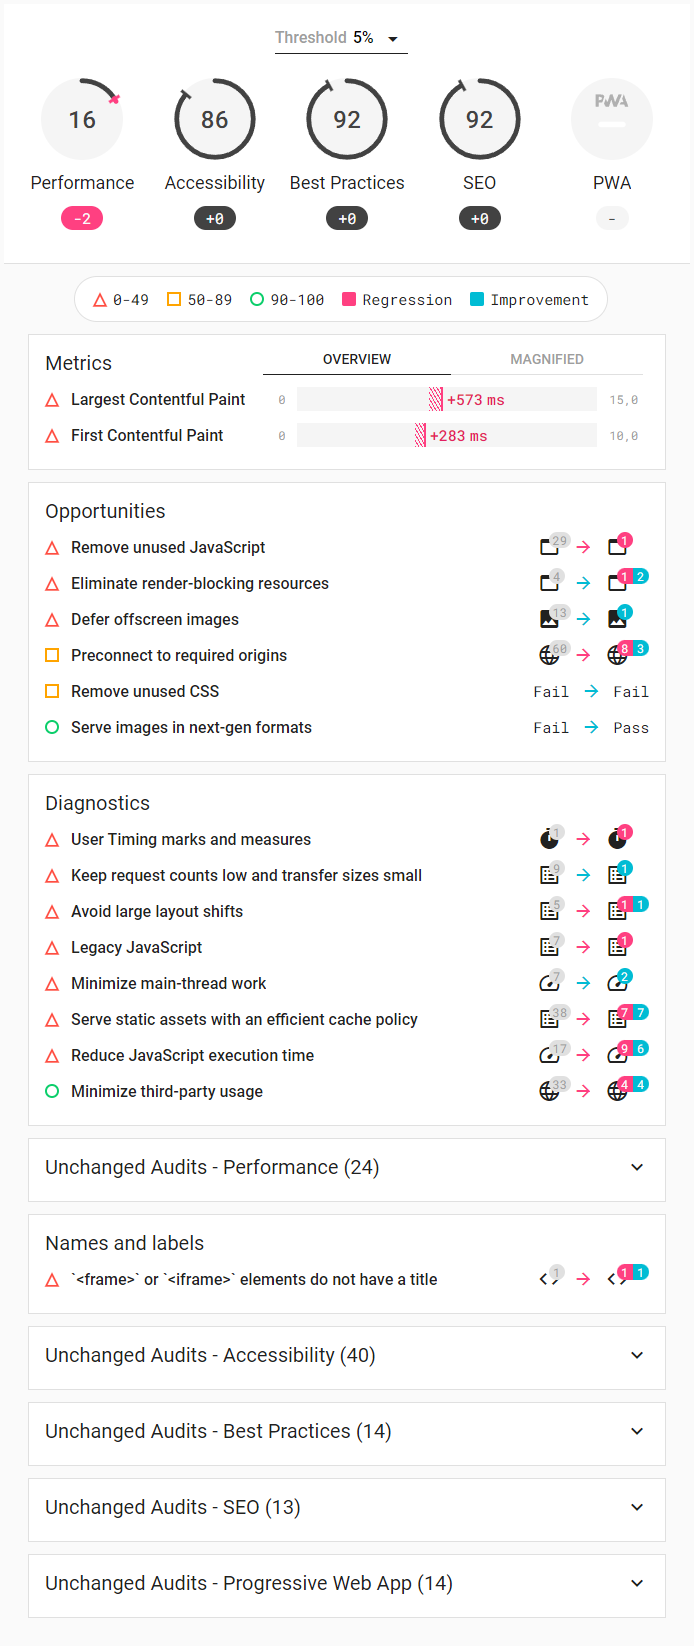 Threshold 5%
16 86 92 92 PWA
Performance Accessibility Best Practices SEO PWA
-2 +0 +0 +0 -
0-49 50-89 90-100 Regression Improvement
Metrics OVERVIEW MAGNIFIED
Largest Contentful Paint 0 +573 ms 15,0
First Contentful Paint 0 +283 ms 10,0
Opportunities
Remove unused JavaScript 29 1
Eliminate render-blocking resources 4 1 2
Defer offscreen images 13 1
Preconnect to required origins 60 8 3
Remove unused CSS Fail Fail
Serve images in next-gen formats Fail Pass
Diagnostics
User Timing marks and measures 1 1
Keep request counts low and transfer sizes small 9 1
Avoid large layout shifts 5 1 1
Legacy JavaScript 7 1
Minimize main-thread work 7 2
Serve static assets with an efficient cache policy 38 7 7
Reduce JavaScript execution time 17 9 6
Minimize third-party usage 33 4 4
Unchanged Audits - Performance (24)
Names and labels
`<frame>` or `<iframe>` elements do not have a title 1 1 1
Unchanged Audits - Accessibility (40)
Unchanged Audits - Best Practices (14)
Unchanged Audits - SEO (13)
Unchanged Audits - Progressive Web App (14)